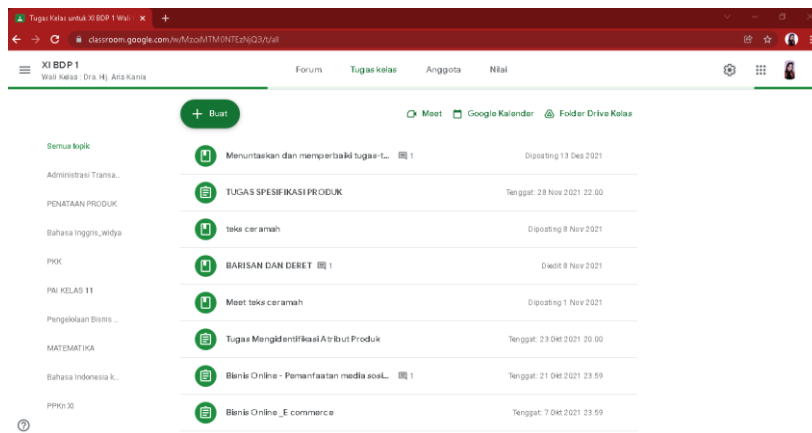 Tugas Kelas untuk XI BDP 1 Wali
classroom.google.com/w/MzoiMTM0NTEzNjQ3/t/all
XI BDP 1
Wali Kelas : Dra. Hj. Aris Kania
Forum Tugas kelas Anggota Nilai
Buat
Meet Google Kalender Folder Drive Kelas
Semua topik
Administrasi Transa...
PENATAAN PRODUK
Bahasa Inggris_widya
PKK
PAI KELAS 11
Pengelolaan Bisnis ...
MATEMATIKA
Bahasa Indonesia k...
PPKn XI
Menuntaskan dan memperbaiki tugas-t... 1 Diposting 13 Des 2021
TUGAS SPESIFIKASI PRODUK Tenggat: 28 Nov 2021 22.00
teks ceramah Diposting 8 Nov 2021
BARISAN DAN DERET 1 Diedit 8 Nov 2021
Meet teks ceramah Diposting 1 Nov 2021
Tugas Mengidentifikasi Atribut Produk Tenggat: 23 Okt 2021 20.00
Bisnis Online - Pemanfaatan media sosi... 1 Tenggat: 21 Okt 2021 23.59
Bisnis Online _E commerce Tenggat: 7 Okt 2021 23.59